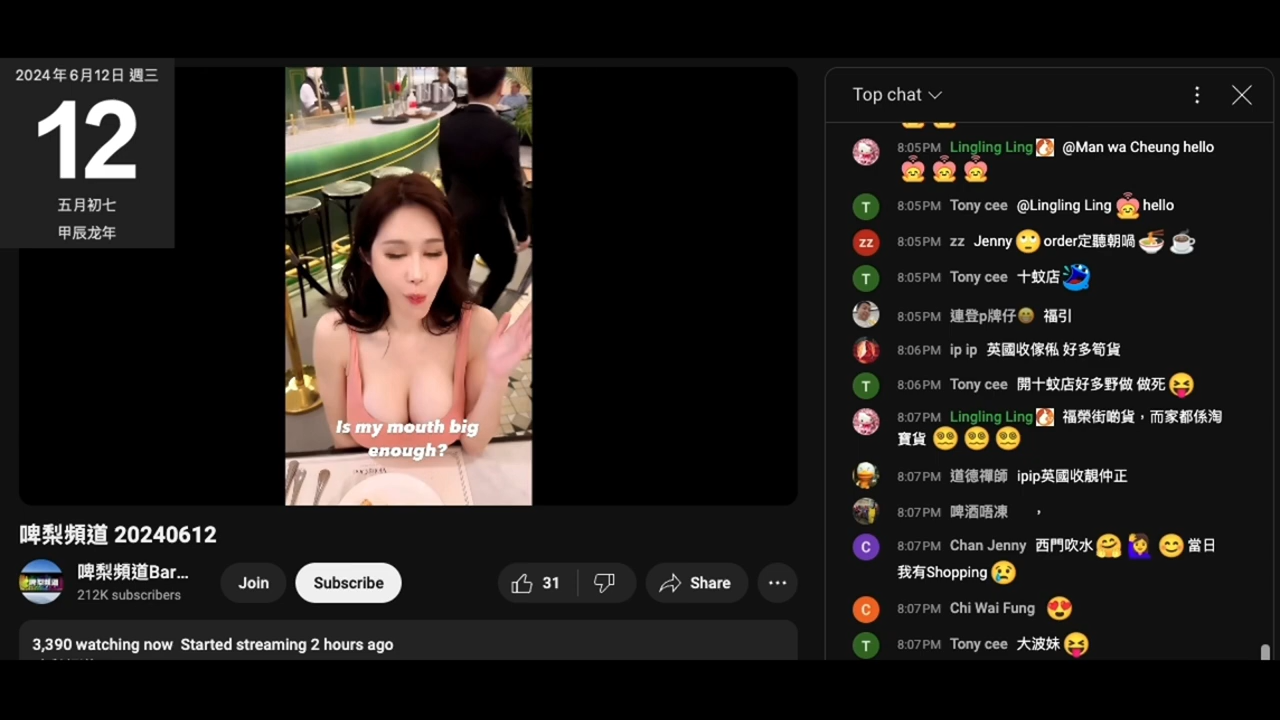 2024年6月12日 週三
12
五月初七
甲辰龙年
Is my mouth big
enough?
啤梨頻道 20240612
啤梨頻道Bar...
212K subscribers
Join
Subscribe
31
Share
3,390 watching now Started streaming 2 hours ago
Top chat
8:05PM Lingling Ling @Man wa Cheung hello
T 8:05PM Tony cee @Lingling Ling hello
zz 8:05PM zz Jenny order定聽朝喎
T 8:05PM Tony cee 十蚊店
8:05PM 連登p牌仔 福引
8:06PM ip ip 英國收傢俬 好多筍貨
T 8:06PM Tony cee 開十蚊店好多野做 做死
8:07PM Lingling Ling 福榮街啲貨，而家都係淘
寶貨
8:07PM 道德禪師 ipip英國收靚仲正
8:07PM 啤酒唔凍 ，
C 8:07PM Chan Jenny 西門吹水 當日
我有Shopping
C 8:07PM Chi Wai Fung
T 8:07PM Tony cee 大波妹